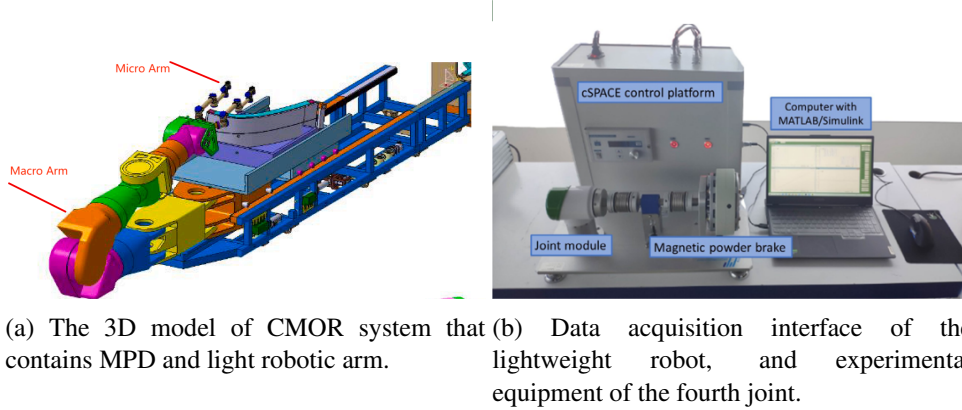 Micro Arm
Macro Arm
cSPACE control platform
Computer with
MATLAB/Simulink
Joint module
Magnetic powder brake
(a) The 3D model of CMOR system that
contains MPD and light robotic arm.
(b) Data acquisition interface of the
lightweight robot, and experimenta
equipment of the fourth joint.